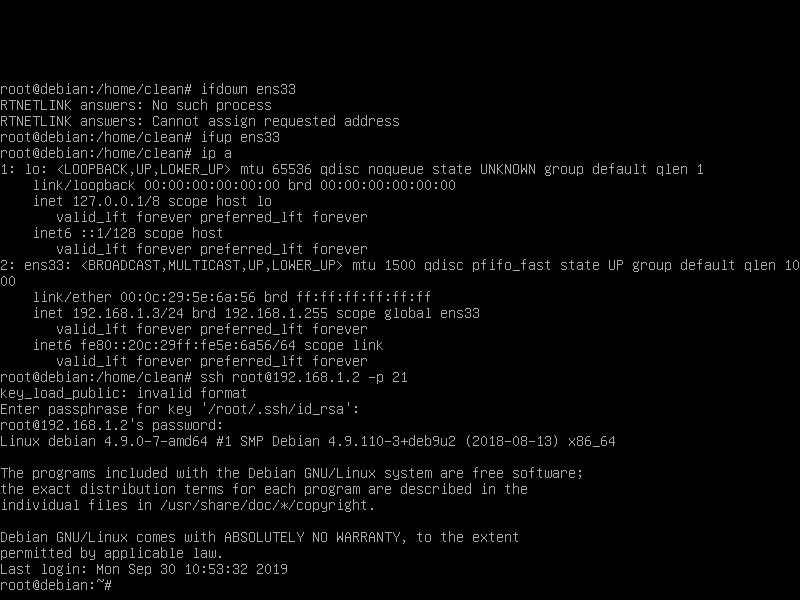 root@debian:/home/clean# ifdown ens33
RTNETLINK answers: No such process
RTNETLINK answers: Cannot assign requested address
root@debian:/home/clean# ifup ens33
root@debian:/home/clean# ip a
1: lo: <LOOPBACK,UP,LOWER_UP> mtu 65536 qdisc noqueue state UNKNOWN group default qlen 1
    link/loopback 00:00:00:00:00:00 brd 00:00:00:00:00:00
    inet 127.0.0.1/8 scope host lo
       valid_lft forever preferred_lft forever
    inet6 ::1/128 scope host
       valid_lft forever preferred_lft forever
2: ens33: <BROADCAST,MULTICAST,UP,LOWER_UP> mtu 1500 qdisc pfifo_fast state UP group default qlen 10
00
    link/ether 00:0c:29:5e:6a:56 brd ff:ff:ff:ff:ff:ff
    inet 192.168.1.3/24 brd 192.168.1.255 scope global ens33
       valid_lft forever preferred_lft forever
    inet6 fe80::20c:29ff:fe5e:6a56/64 scope link
       valid_lft forever preferred_lft forever
root@debian:/home/clean# ssh root@192.168.1.2 -p 21
key_load_public: invalid format
Enter passphrase for key '/root/.ssh/id_rsa':
root@192.168.1.2's password:
Linux debian 4.9.0-7-amd64 #1 SMP Debian 4.9.110-3+deb9u2 (2018-08-13) x86_64

The programs included with the Debian GNU/Linux system are free software;
the exact distribution terms for each program are described in the
individual files in /usr/share/doc/*/copyright.

Debian GNU/Linux comes with ABSOLUTELY NO WARRANTY, to the extent
permitted by applicable law.
Last login: Mon Sep 30 10:53:32 2019
root@debian:~#